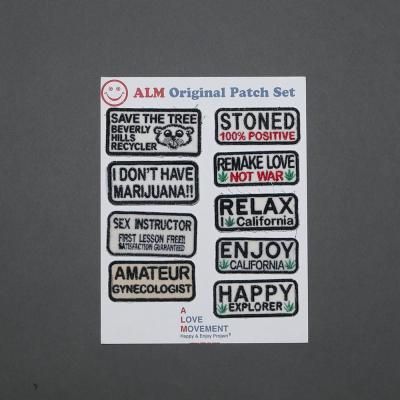 ALM Original Patch Set
SAVE THE TREE
BEVERLY
HILLS
RECYCLER
I DON'T HAVE
MARIJUANA!!
SEX INSTRUCTOR
FIRST LESSON FREE!!
SATISFACTION GUARANTEED
AMATEUR
GYNECOLOGIST
STONED
100% POSITIVE
REMAKE LOVE
NOT WAR
RELAX
California
ENJOY
CALIFORNIA
HAPPY
EXPLORER
A
LOVE
MOVEMENT
Happy & Enjoy Project